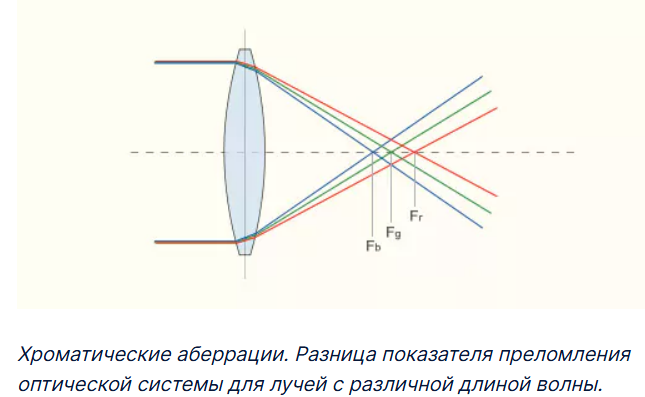 Fr
Fg
Fb
Хроматические аберрации. Разница показателя преломления
оптической системы для лучей с различной длиной волны.